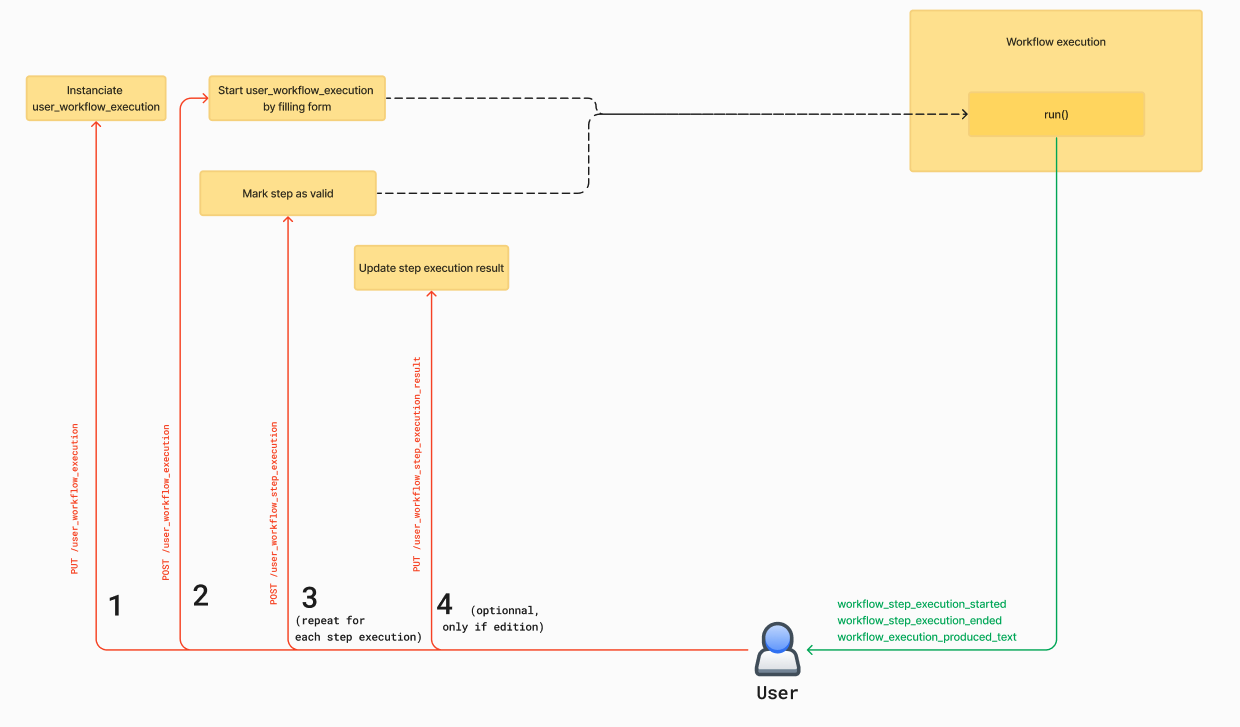 Workflow execution
run()
Instanciate
user_workflow_execution
Start user_workflow_execution
by filling form
Mark step as valid
Update step execution result
PUT /user_workflow_execution
POST /user_workflow_execution
POST /user_workflow_step_execution
PUT /user_workflow_step_execution_result
1
2
3
(repeat for
each step execution)
4
(optionnal,
only if edition)
workflow_step_execution_started
workflow_step_execution_ended
workflow_execution_produced_text
User